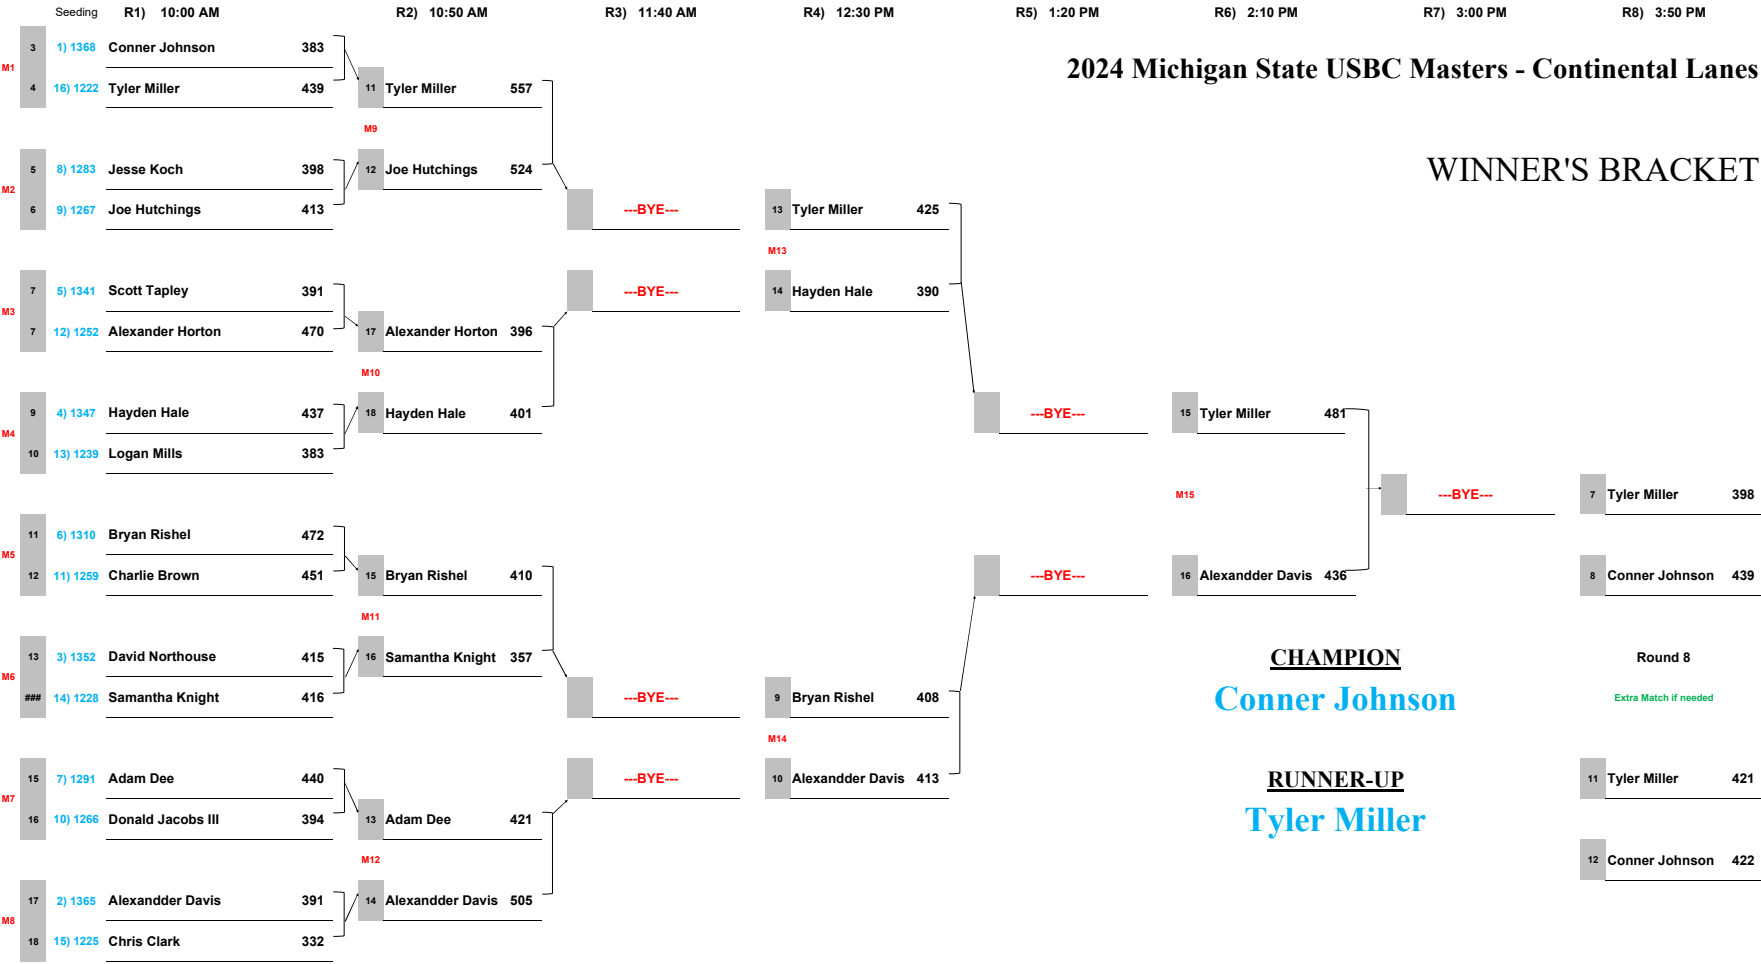 Seeding R1) 10:00 AM R2) 10:50 AM R3) 11:40 AM R4) 12:30 PM R5) 1:20 PM R6) 2:10 PM R7) 3:00 PM R8) 3:50 PM
3 1) 1368 Conner Johnson 383
M1 2024 Michigan State USBC Masters - Continental Lanes
4 16) 1222 Tyler Miller 439 11 Tyler Miller 557
M9
5 8) 1283 Jesse Koch 398 12 Joe Hutchings 524 WINNER'S BRACKET
M2
6 9) 1267 Joe Hutchings 413 ---BYE--- 13 Tyler Miller 425
M13
7 5) 1341 Scott Tapley 391 ---BYE--- 14 Hayden Hale 390
M3
7 12) 1252 Alexander Horton 470 17 Alexander Horton 396
M10
9 4) 1347 Hayden Hale 437 18 Hayden Hale 401 ---BYE--- 15 Tyler Miller 481
M4
10 13) 1239 Logan Mills 383
M15 ---BYE--- 7 Tyler Miller 398
11 6) 1310 Bryan Rishel 472
M5
12 11) 1259 Charlie Brown 451 15 Bryan Rishel 410 ---BYE--- 16 Alexandder Davis 436 8 Conner Johnson 439
M11
13 3) 1352 David Northouse 415 16 Samantha Knight 357 CHAMPION Round 8
M6
### 14) 1228 Samantha Knight 416 ---BYE--- 9 Bryan Rishel 408 Conner Johnson Extra Match if needed
M14
15 7) 1291 Adam Dee 440 ---BYE--- 10 Alexandder Davis 413 RUNNER-UP 11 Tyler Miller 421
M7
16 10) 1266 Donald Jacobs III 394 13 Adam Dee 421 Tyler Miller
M12 12 Conner Johnson 422
17 2) 1365 Alexandder Davis 391 14 Alexandder Davis 505
M8
18 15) 1225 Chris Clark 332